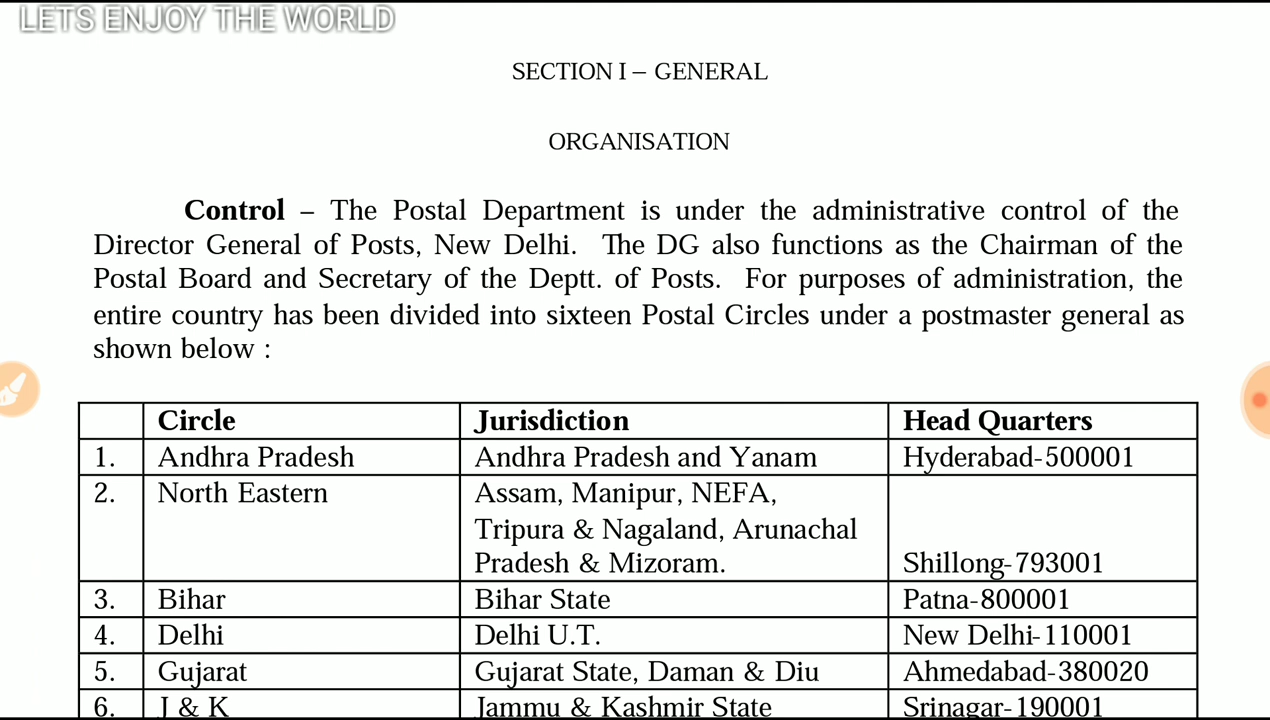 LETS ENJOY THE WORLD
SECTION I – GENERAL
ORGANISATION
Control – The Postal Department is under the administrative control of the
Director General of Posts, New Delhi. The DG also functions as the Chairman of the
Postal Board and Secretary of the Deptt. of Posts. For purposes of administration, the
entire country has been divided into sixteen Postal Circles under a postmaster general as
shown below :
Circle Jurisdiction Head Quarters
1. Andhra Pradesh Andhra Pradesh and Yanam Hyderabad-500001
2. North Eastern Assam, Manipur, NEFA,
Tripura & Nagaland, Arunachal
Pradesh & Mizoram. Shillong-793001
3. Bihar Bihar State Patna-800001
4. Delhi Delhi U.T. New Delhi-110001
5. Gujarat Gujarat State, Daman & Diu Ahmedabad-380020
6. J & K Jammu & Kashmir State Srinagar-190001